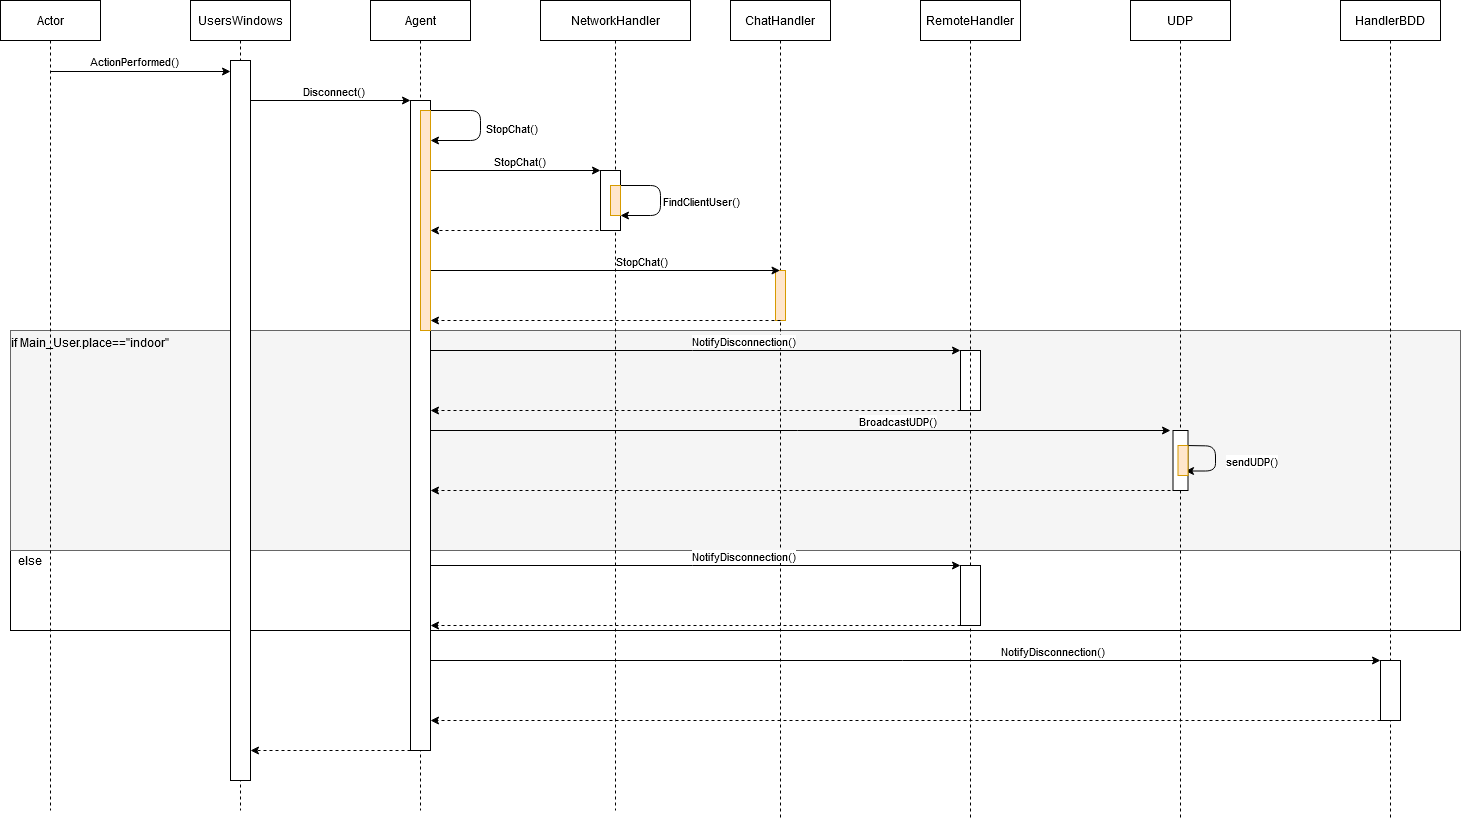 Actor
UsersWindows
Agent
NetworkHandler
ChatHandler
RemoteHandler
UDP
HandlerBDD
ActionPerformed()
Disconnect()
StopChat()
StopChat()
FindClientUser()
StopChat()
if Main_User.place=="indoor"
NotifyDisconnection()
BroadcastUDP()
sendUDP()
else
NotifyDisconnection()
NotifyDisconnection()